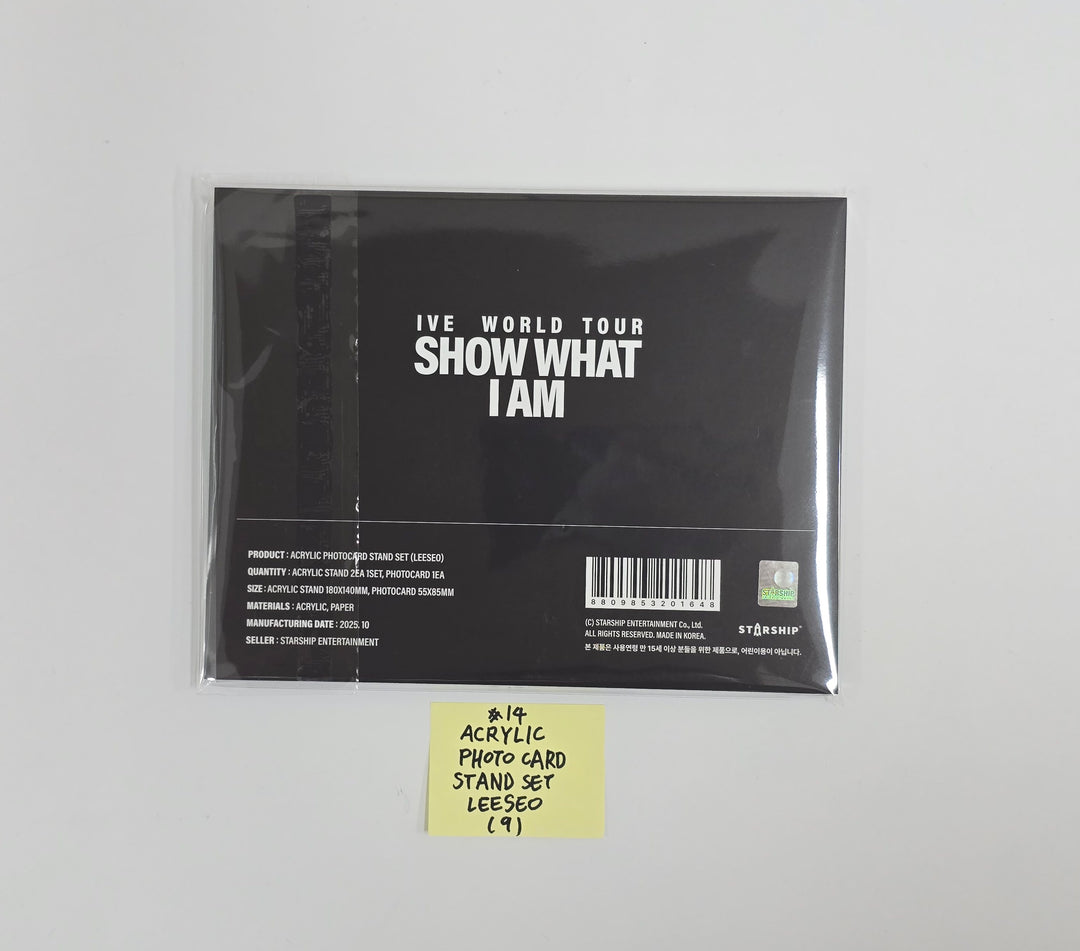 IVE WORLD TOUR
SHOW WHAT
I AM
PRODUCT : ACRYLIC PHOTOCARD STAND SET (LEESEO)
QUANTITY : ACRYLIC STAND 2EA 1SET, PHOTOCARD 1EA
SIZE : ACRYLIC STAND 180X140MM, PHOTOCARD 55X85MM
MATERIALS : ACRYLIC, PAPER
MANUFACTURING DATE : 2025.10
SELLER : STARSHIP ENTERTAINMENT
8809853201648
(C) STARSHIP ENTERTAINMENT Co., Ltd.
ALL RIGHTS RESERVED. MADE IN KOREA.
본 제품은 사용연령 만 15세 이상 분들을 위한 제품으로, 어린이용이 아닙니다.
STARSHIP
STARSHIP
#14
ACRYLIC
PHOTO CARD
STAND SET
LEESEO
(9)